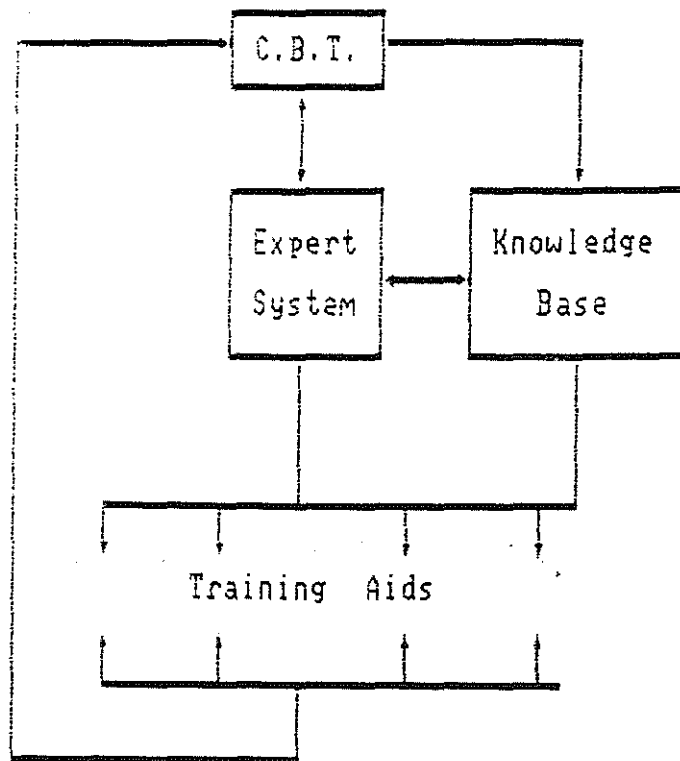 C.B.T.
Expert
System
Knowledge
Base
Training Aids